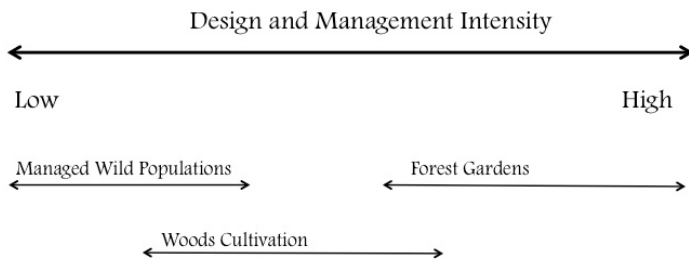 Design and Management Intensity
Low High
Managed Wild Populations Forest Gardens
Woods Cultivation